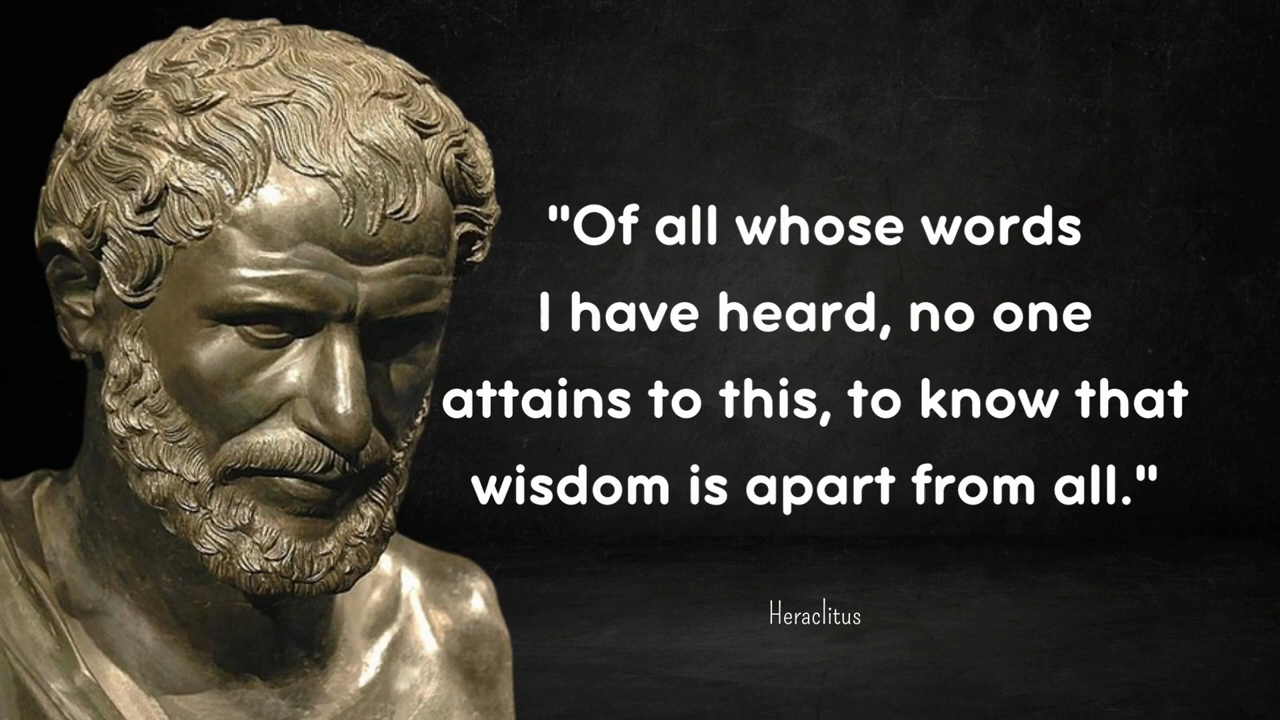 "Of all whose words
I have heard, no one
attains to this, to know that
wisdom is apart from all."
Heraclitus